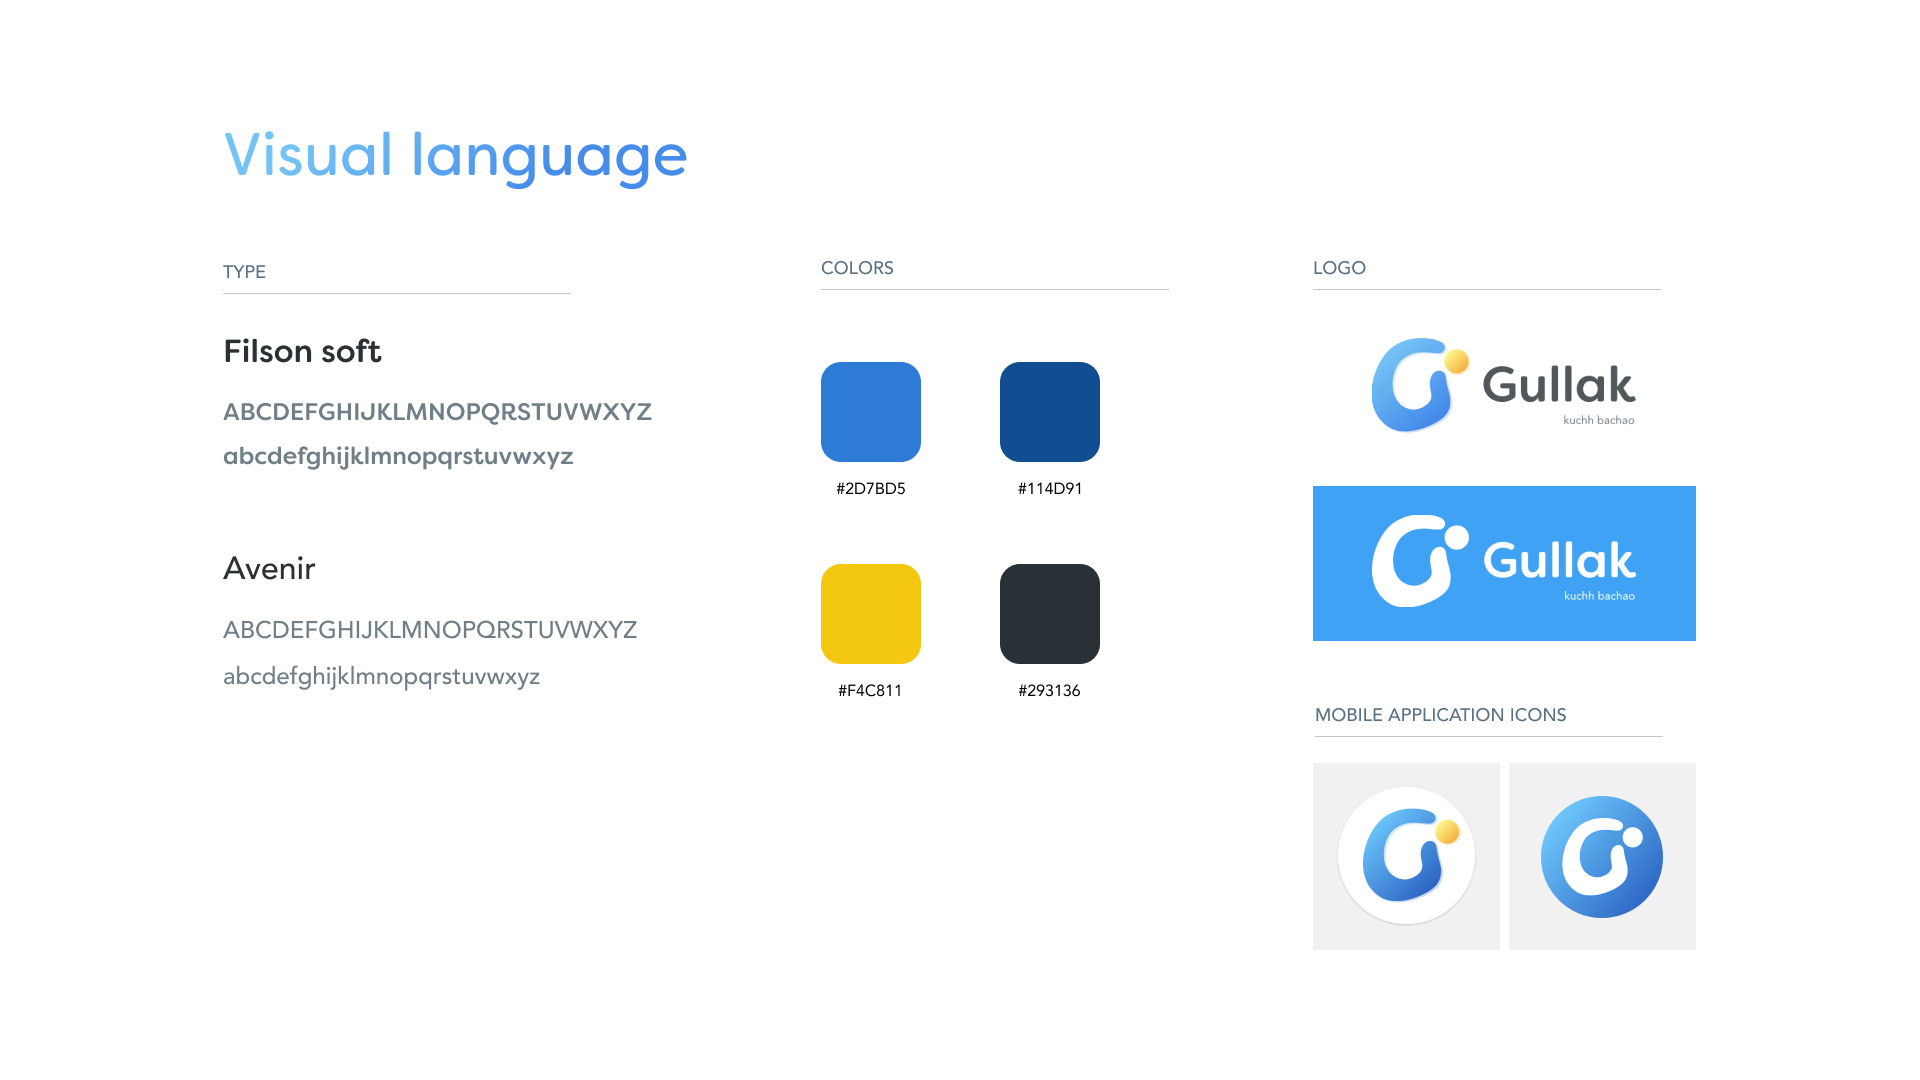 Visual language
TYPE
Filson soft
ABCDEFGHIJKLMNOPQRSTUVWXYZ
abcdefghijklmnopqrstuvwxyz
Avenir
ABCDEFGHIJKLMNOPQRSTUVWXYZ
abcdefghijklmnopqrstuvwxyz
COLORS
#2D7BD5
#114D91
#F4C811
#293136
LOGO
Gullak
kuchh bachao
Gullak
kuchh bachao
MOBILE APPLICATION ICONS